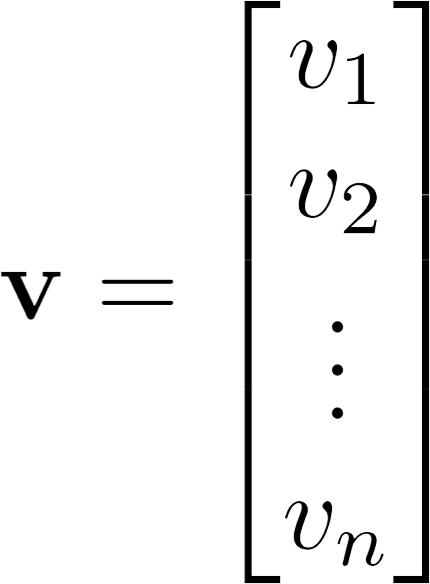 v = [ v₁
v₂
⋮
vₙ ]